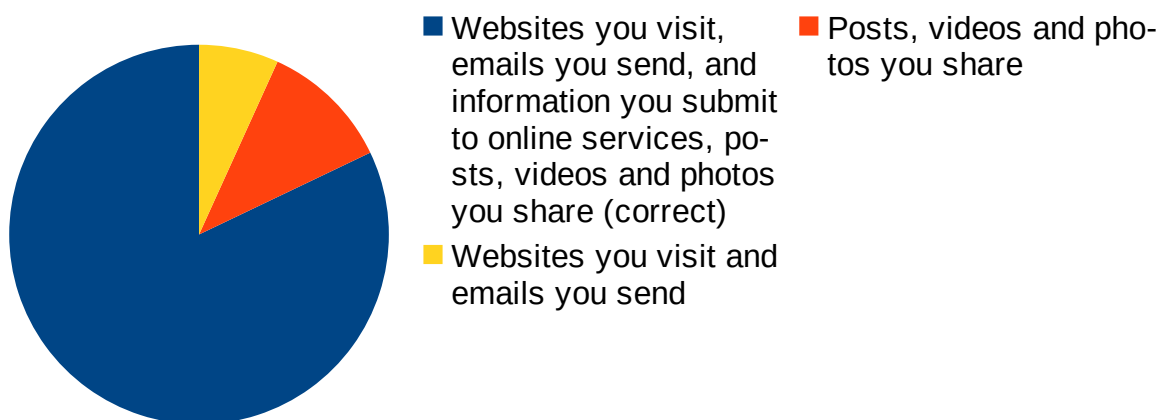 Websites you visit,
emails you send, and
information you submit
to online services, po-
sts, videos and photos
you share (correct)
Websites you visit and
emails you send
Posts, videos and pho-
tos you share